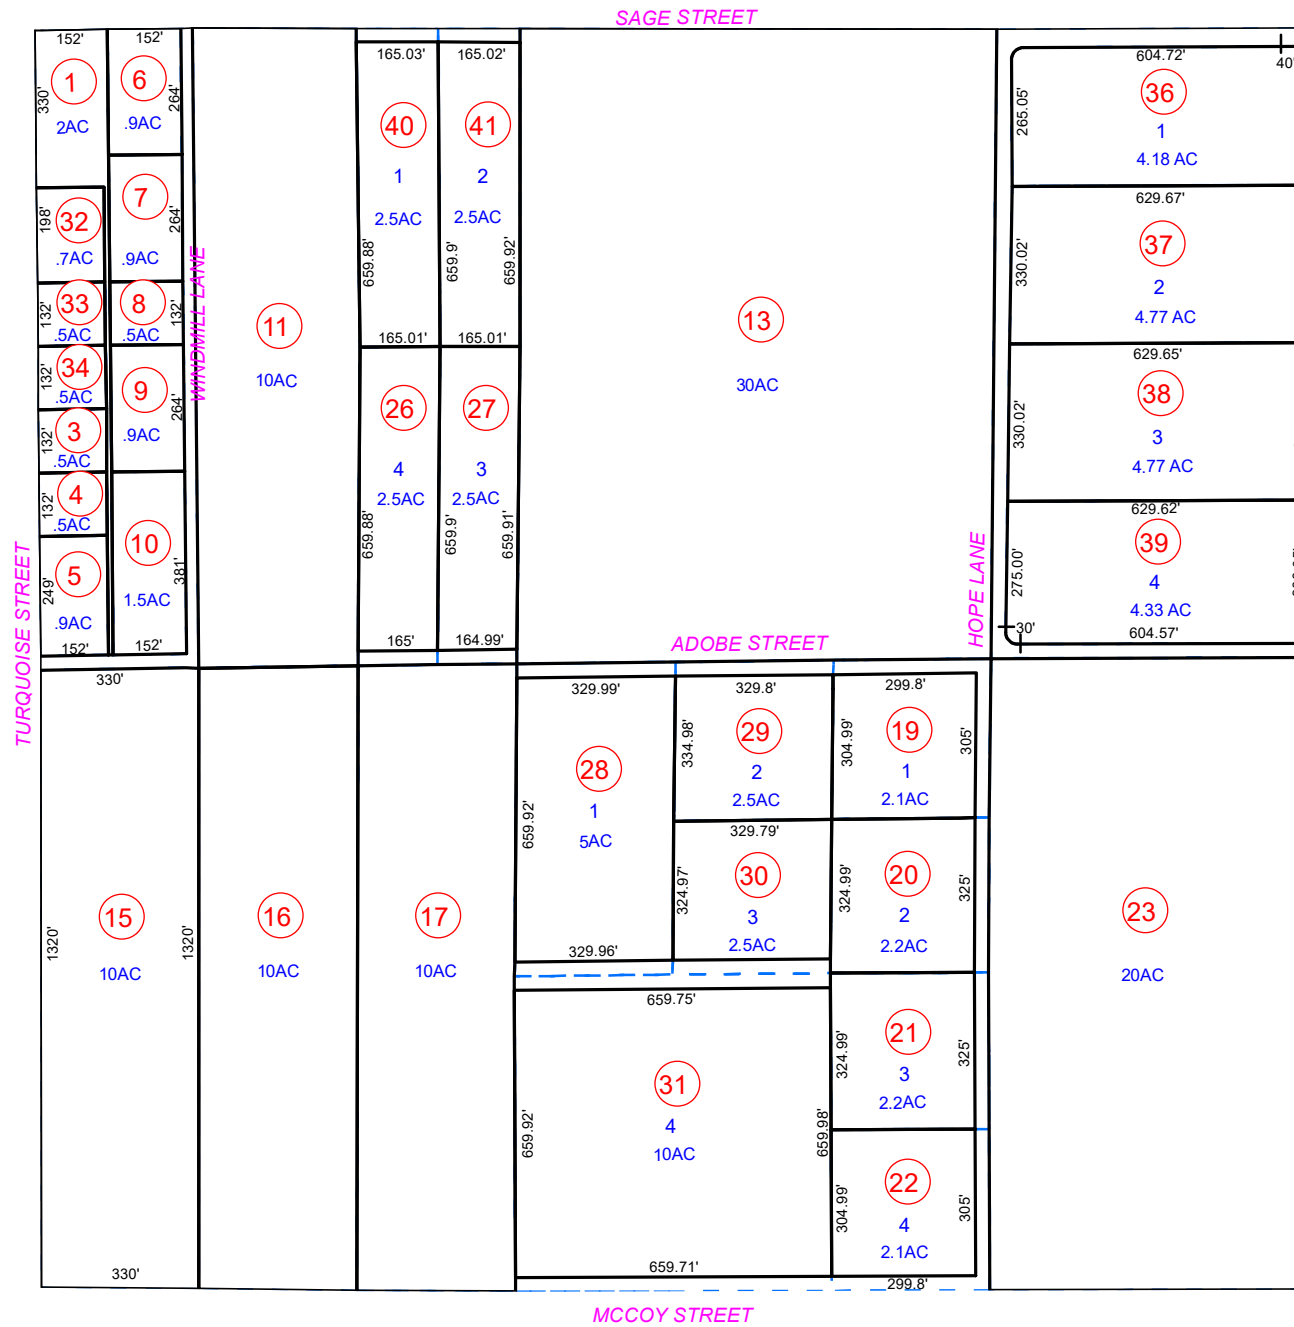 SAGE STREET
152'
152'
330'
1
2AC
6
264'
.9AC
198'
32
.7AC
7
264'
.9AC
132'
33
.5AC
8
132'
.5AC
132'
34
.5AC
9
264'
.9AC
132'
3
.5AC
132'
4
.5AC
10
381'
1.5AC
249'
5
.9AC
152'
152'
TURQUOISE STREET
WINDMILL LANE
11
10AC
165.03'
165.02'
40
1
2.5AC
659.88'
41
2
2.5AC
659.9'
659.92'
165.01'
165.01'
26
4
2.5AC
659.88'
27
3
2.5AC
659.9'
659.91'
165'
164.99'
13
30AC
HOPE LANE
604.72'
40'
265.05'
36
1
4.18 AC
629.67'
330.02'
37
2
4.77 AC
629.65'
330.02'
38
3
4.77 AC
629.62'
275.00'
39
4
4.33 AC
30'
604.57'
ADOBE STREET
330'
1320'
15
10AC
1320'
330'
16
10AC
17
10AC
329.99'
28
1
5AC
659.92'
329.96'
329.8'
334.98'
29
2
2.5AC
329.79'
324.97'
30
3
2.5AC
299.8'
304.99'
19
1
2.1AC
305'
324.99'
20
2
2.2AC
325'
324.99'
21
3
2.2AC
325'
304.99'
22
4
2.1AC
305'
299.8'
659.75'
31
4
10AC
659.92'
659.98'
659.71'
23
20AC
MCCOY STREET